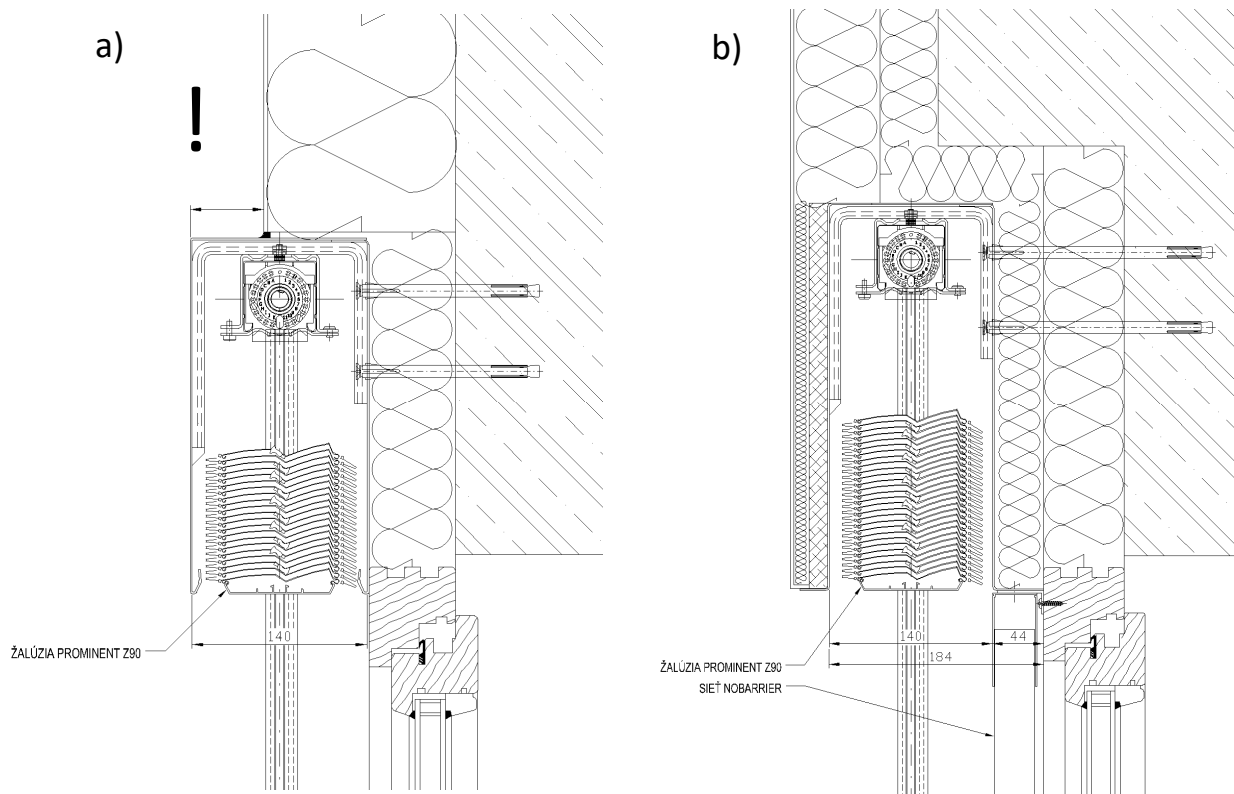 a)
!
ŽALÚZIA PROMINENT Z90
140
b)
140
44
184
ŽALÚZIA PROMINENT Z90
SIEŤ NOBARRIER